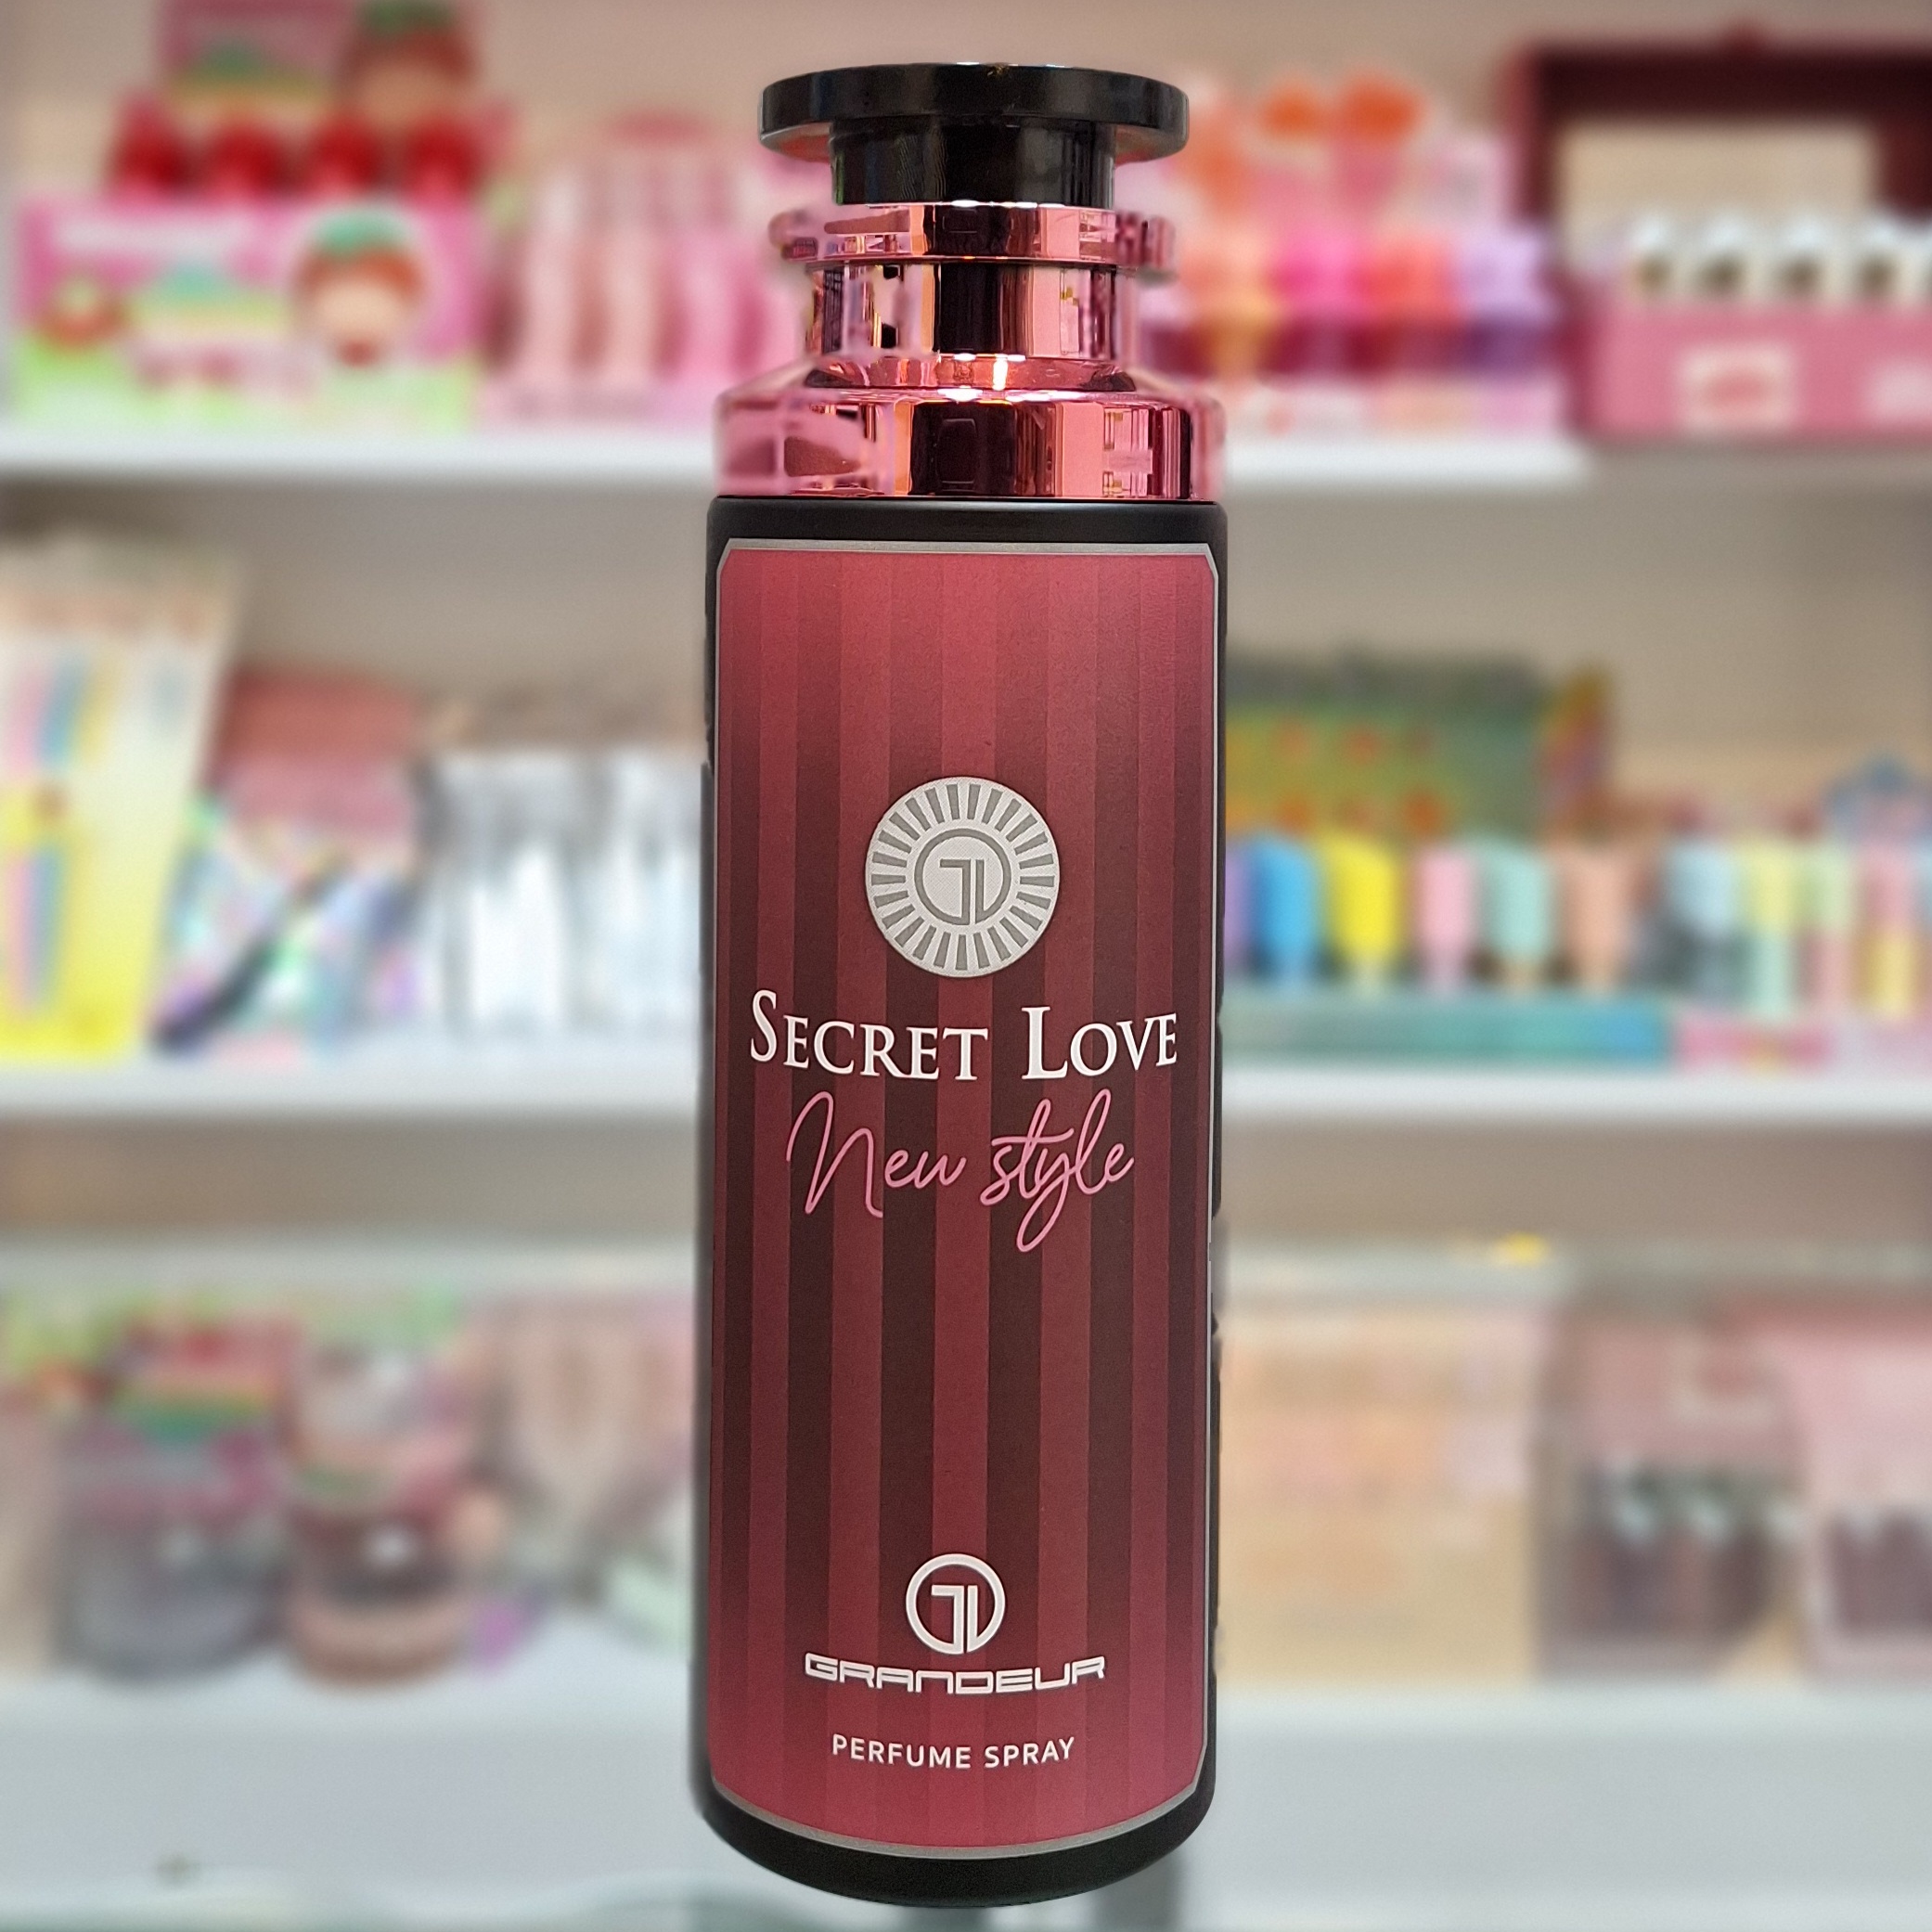 SECRET LOVE
New style
GRANDEUR
PERFUME SPRAY